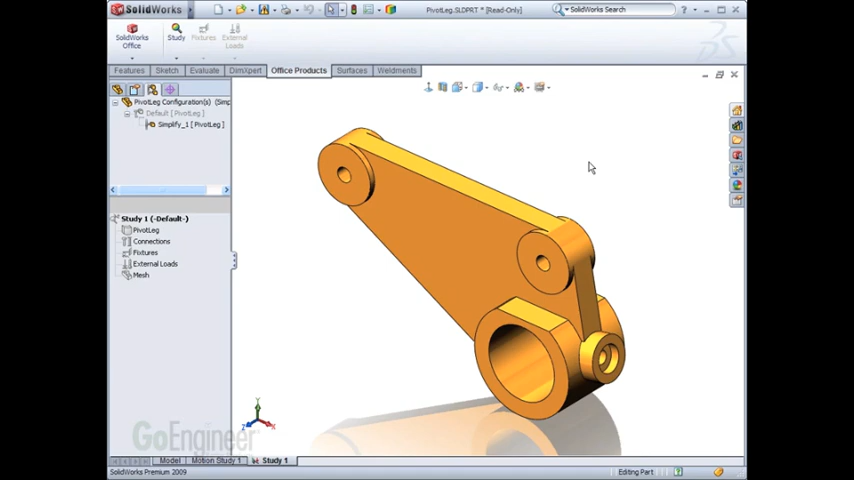 SolidWorks
PivotLeg.SLDPRT * [Read-Only]
SolidWorks Search
SolidWorks
Office
Study
Fixtures
External
Loads
Features
Sketch
Evaluate
DimXpert
Office Products
Surfaces
Weldments
PivotLeg Configuration(s) (Simp
Default [ PivotLeg ]
Simplify_1 [ PivotLeg ]
Study 1 (-Default-)
PivotLeg
Connections
Fixtures
External Loads
Mesh
Y
Z
X
GoEngineer
Model
Motion Study 1
Study 1
SolidWorks Premium 2009
Editing Part